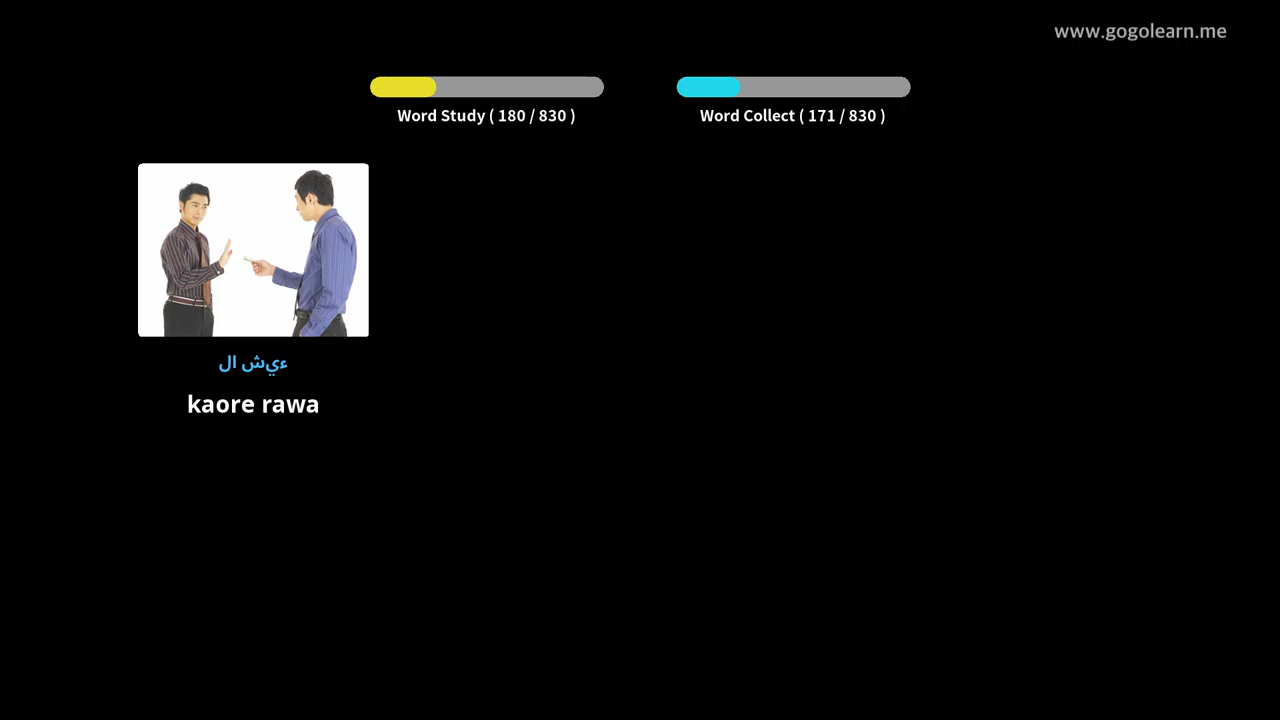 www.gogolearn.me
Word Study ( 180 / 830 )
Word Collect ( 171 / 830 )
ءيش ال
kaore rawa